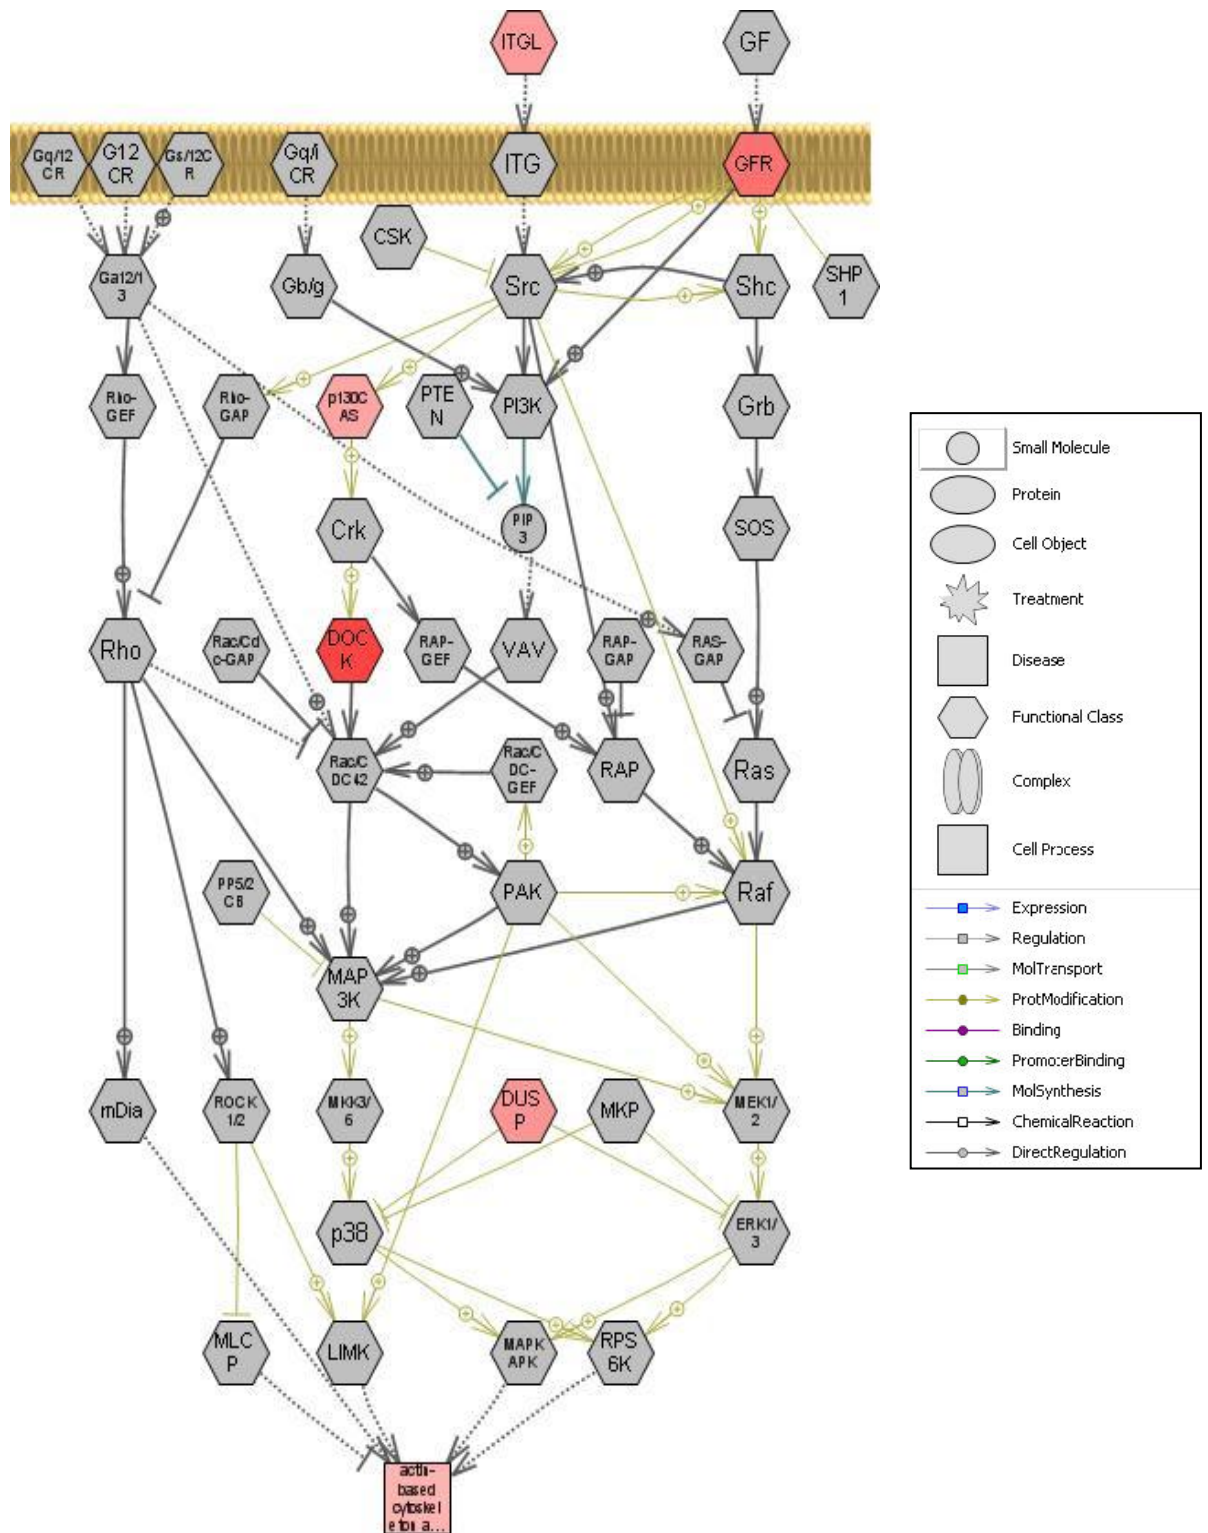 ITGL
GF
Gq/12
CR
G12
CR
Gs/12C
R
Gq/i
CR
ITG
GFR
CSK
Ga12/1
3
Gb/g
Src
Shc
SHP
1
Rho-
GEF
Rho-
GAP
p130C
AS
PTE
N
PI3K
Grb
Crk
PIP
3
SOS
Rho
Rac/Cd
c-GAP
DOC
K
RAP-
GEF
VAV
RAP-
GAP
RAS-
GAP
Rac/C
DC42
Rac/C
DC-
GEF
RAP
Ras
PP5/2
CB
PAK
Raf
MAP
3K
mDia
ROCK
1/2
MKK3/
6
DUS
P
MKP
MEK1/
2
p38
ERK1/
3
MLC
P
LIMK
MAPK
APK
RPS
6K
actin-
based
cytoskel
eton a...
Small Molecule
Protein
Cell Object
Treatment
Disease
Functional Class
Complex
Cell Process
Expression
Regulation
MolTransport
ProtModification
Binding
PromoterBinding
MolSynthesis
ChemicalReaction
DirectRegulation